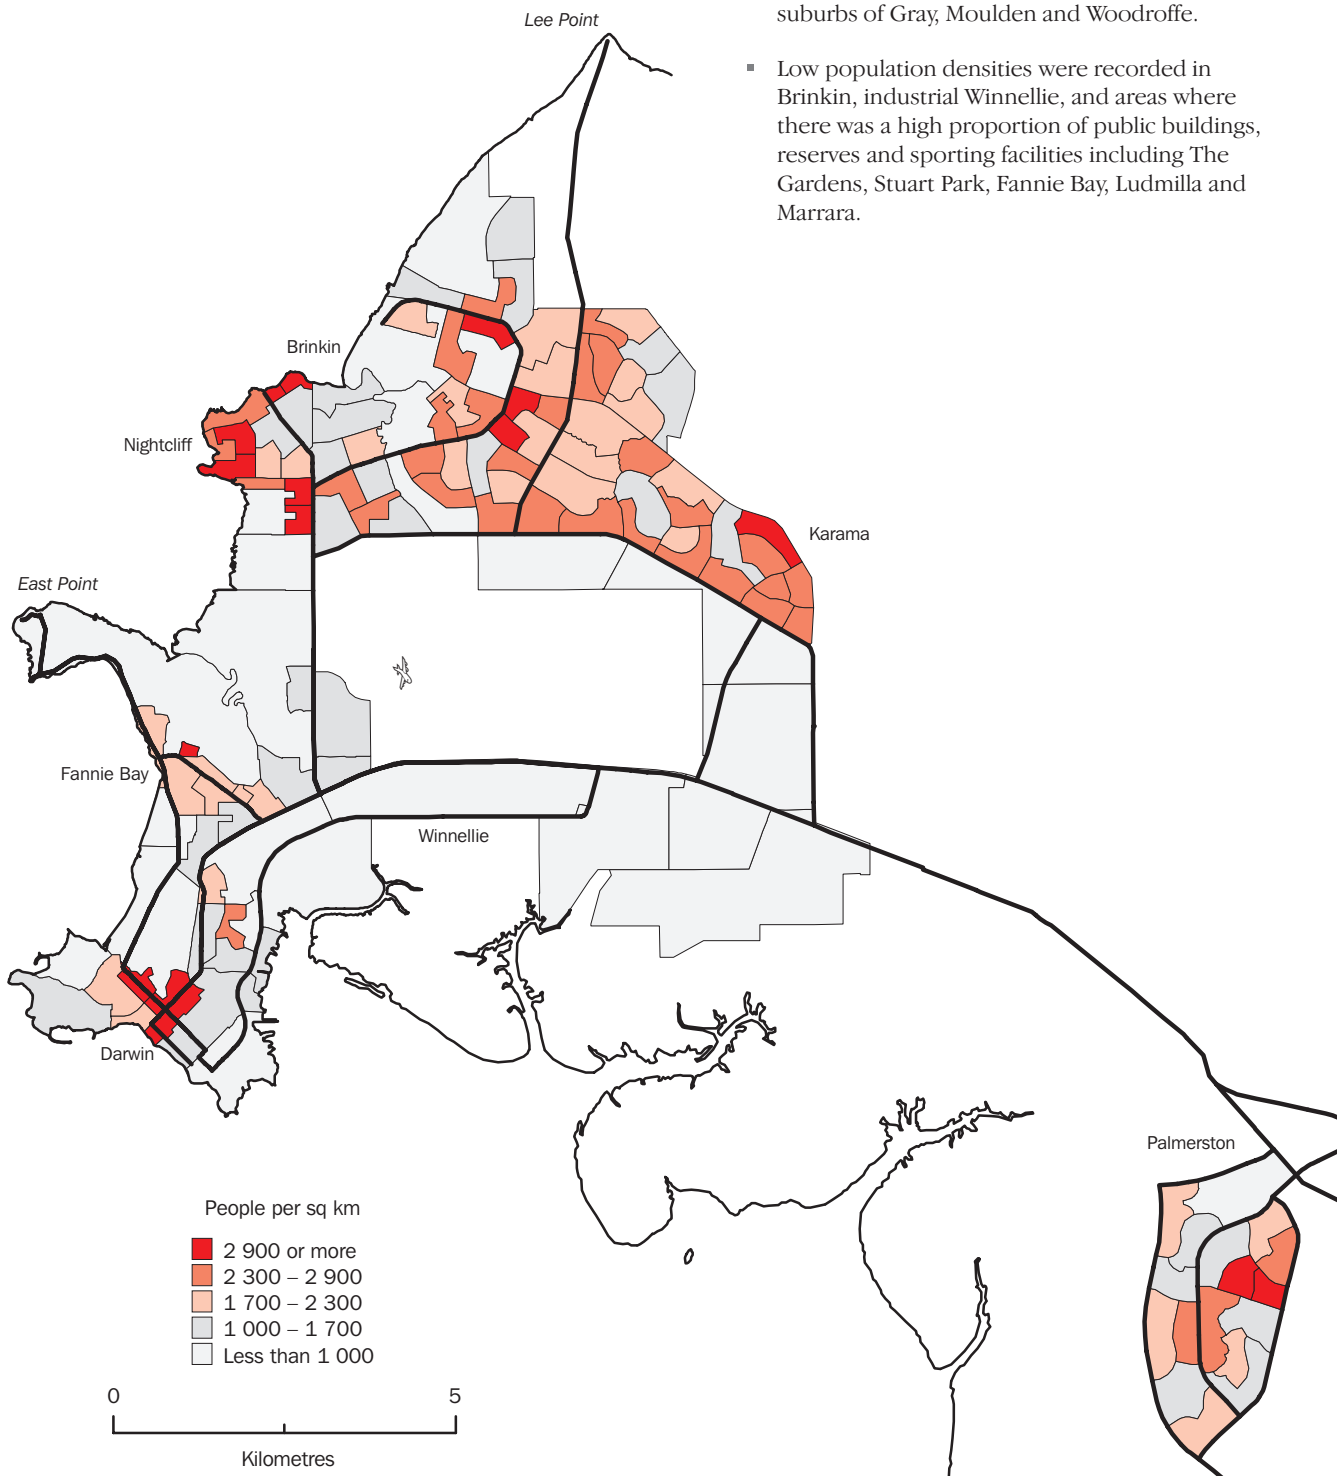 suburbs of Gray, Moulden and Woodroffe.
▪ Low population densities were recorded in
Brinkin, industrial Winnellie, and areas where
there was a high proportion of public buildings,
reserves and sporting facilities including The
Gardens, Stuart Park, Fannie Bay, Ludmilla and
Marrara.
Lee Point
Brinkin
Nightcliff
Karama
East Point
Fannie Bay
Winnellie
Darwin
Palmerston
People per sq km
2 900 or more
2 300 – 2 900
1 700 – 2 300
1 000 – 1 700
Less than 1 000
0 5
Kilometres